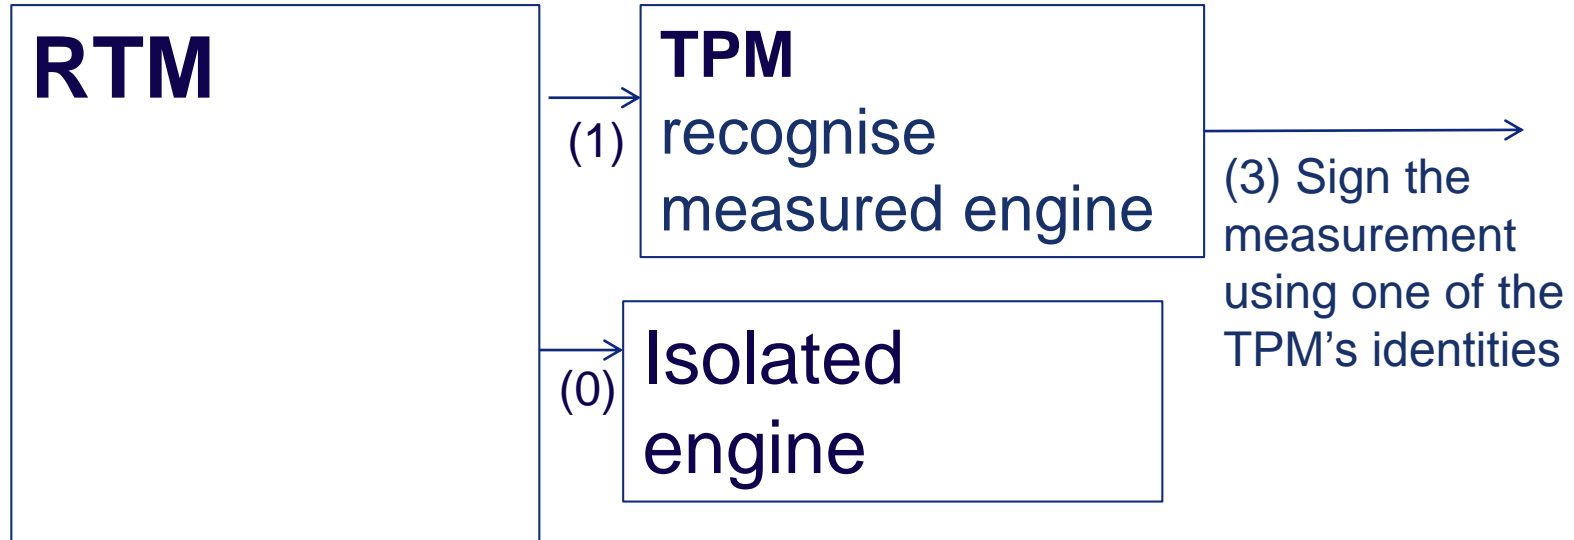 RTM
TPM
recognise
measured engine
(1)
(3) Sign the
measurement
using one of the
TPM’s identities
Isolated
engine
(0)